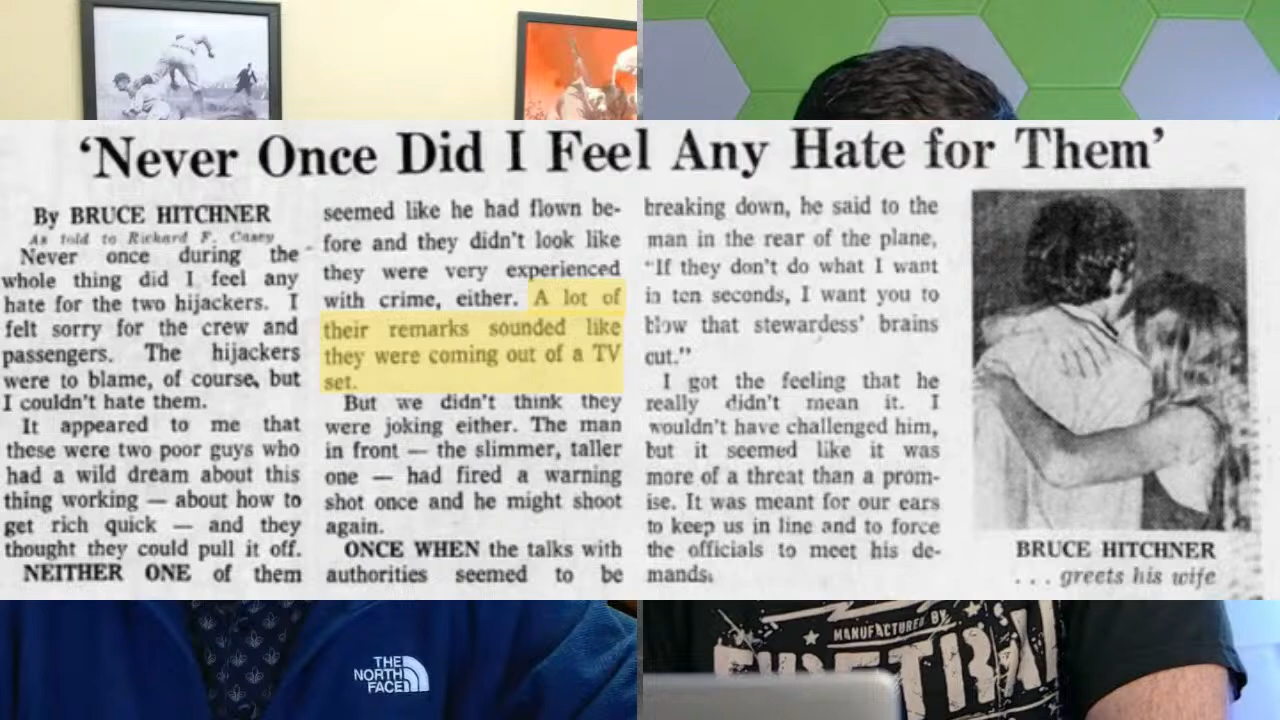 ‘Never Once Did I Feel Any Hate for Them’
By BRUCE HITCHNER
As told to Richard F. Casey
Never once during the
whole thing did I feel any
hate for the two hijackers. I
felt sorry for the crew and
passengers. The hijackers
were to blame, of course, but
I couldn't hate them.
It appeared to me that
these were two poor guys who
had a wild dream about this
thing working — about how to
get rich quick — and they
thought they could pull it off.
NEITHER ONE of them
seemed like he had flown be-
fore and they didn't look like
they were very experienced
with crime, either. A lot of
their remarks sounded like
they were coming out of a TV
set.
But we didn't think they
were joking either. The man
in front — the slimmer, taller
one — had fired a warning
shot once and he might shoot
again.
ONCE WHEN the talks with
authorities seemed to be
breaking down, he said to the
man in the rear of the plane,
“If they don't do what I want
in ten seconds, I want you to
blow that stewardess' brains
out.”
I got the feeling that he
really didn't mean it. I
wouldn't have challenged him,
but it seemed like it was
more of a threat than a prom-
ise. It was meant for our ears
to keep us in line and to force
the officials to meet his de-
mands.
BRUCE HITCHNER
. . . greets his wife
THE
NORTH
FACE
MANUFACTURED BY